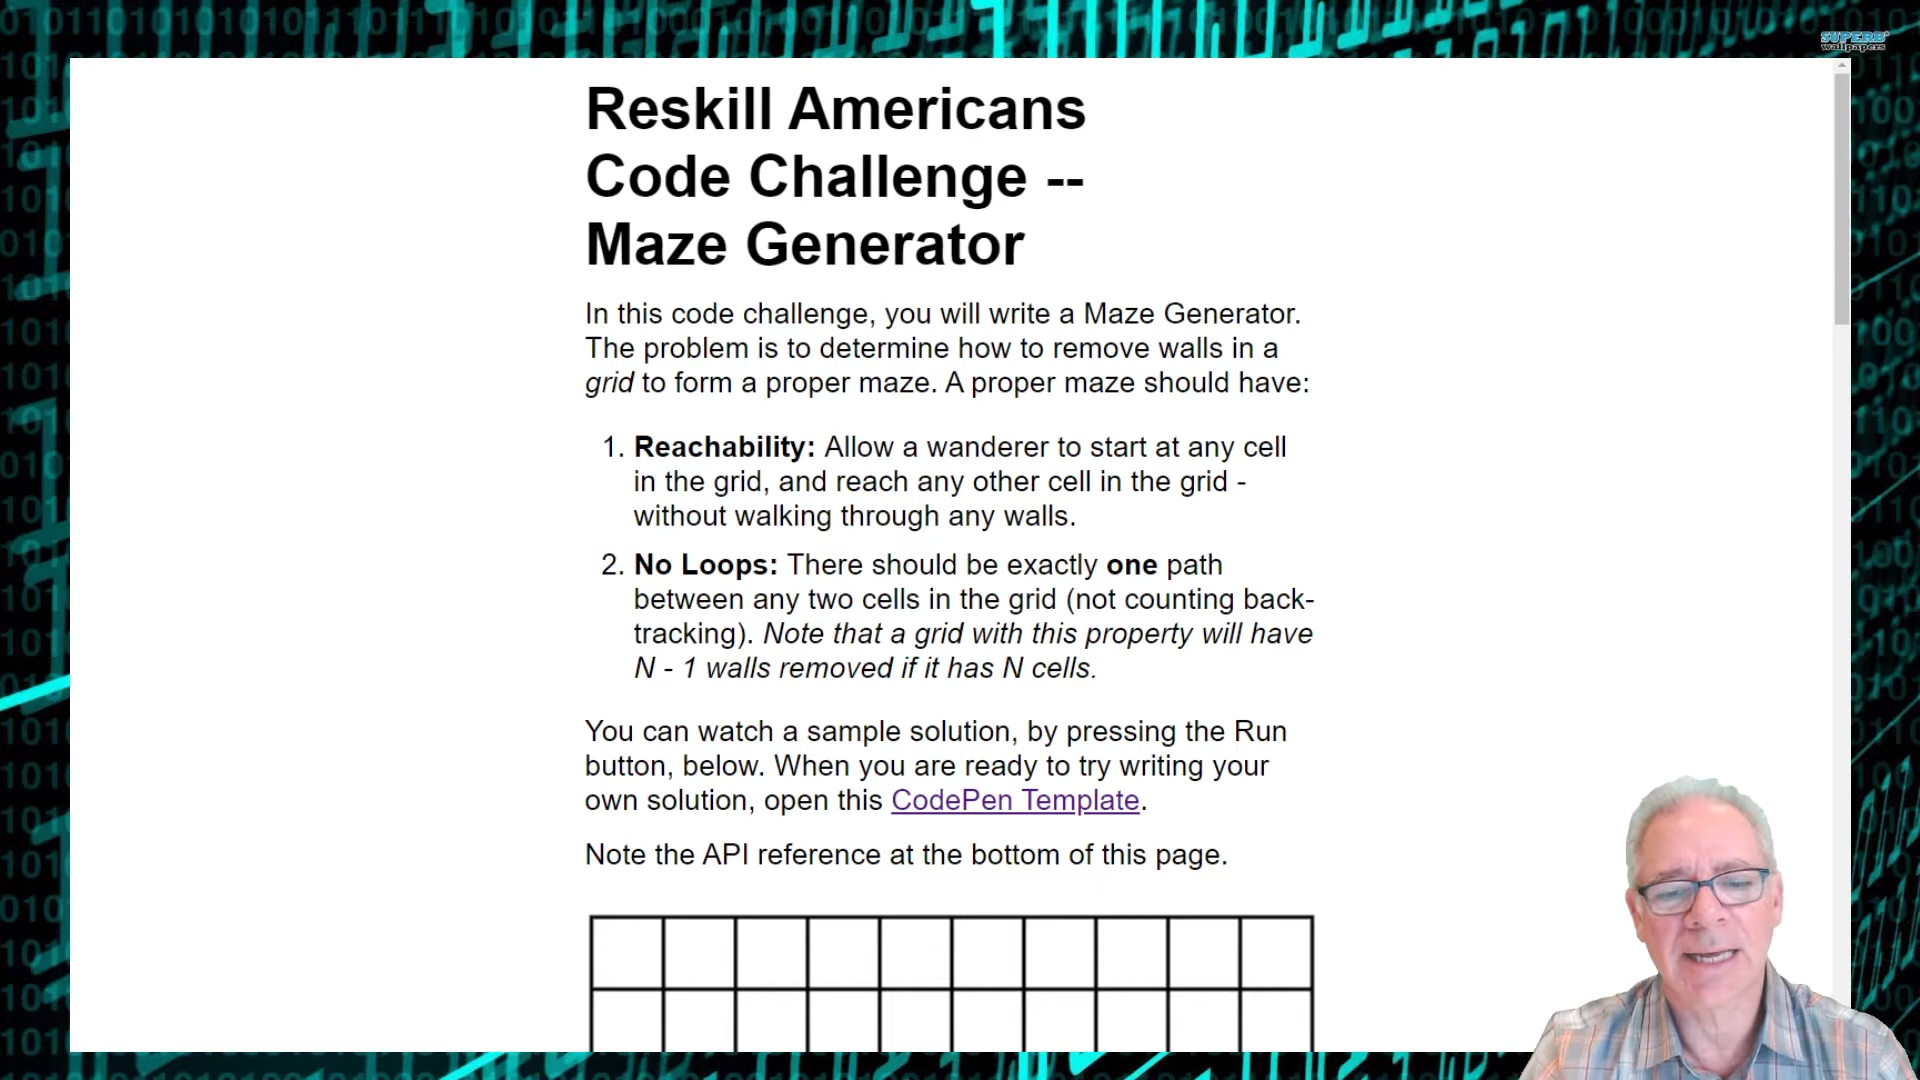 SUPERB
wallpapers
Reskill Americans
Code Challenge --
Maze Generator
In this code challenge, you will write a Maze Generator.
The problem is to determine how to remove walls in a
grid to form a proper maze. A proper maze should have:
1. Reachability: Allow a wanderer to start at any cell
in the grid, and reach any other cell in the grid -
without walking through any walls.
2. No Loops: There should be exactly one path
between any two cells in the grid (not counting back-
tracking). Note that a grid with this property will have
N - 1 walls removed if it has N cells.
You can watch a sample solution, by pressing the Run
button, below. When you are ready to try writing your
own solution, open this CodePen Template.
Note the API reference at the bottom of this page.